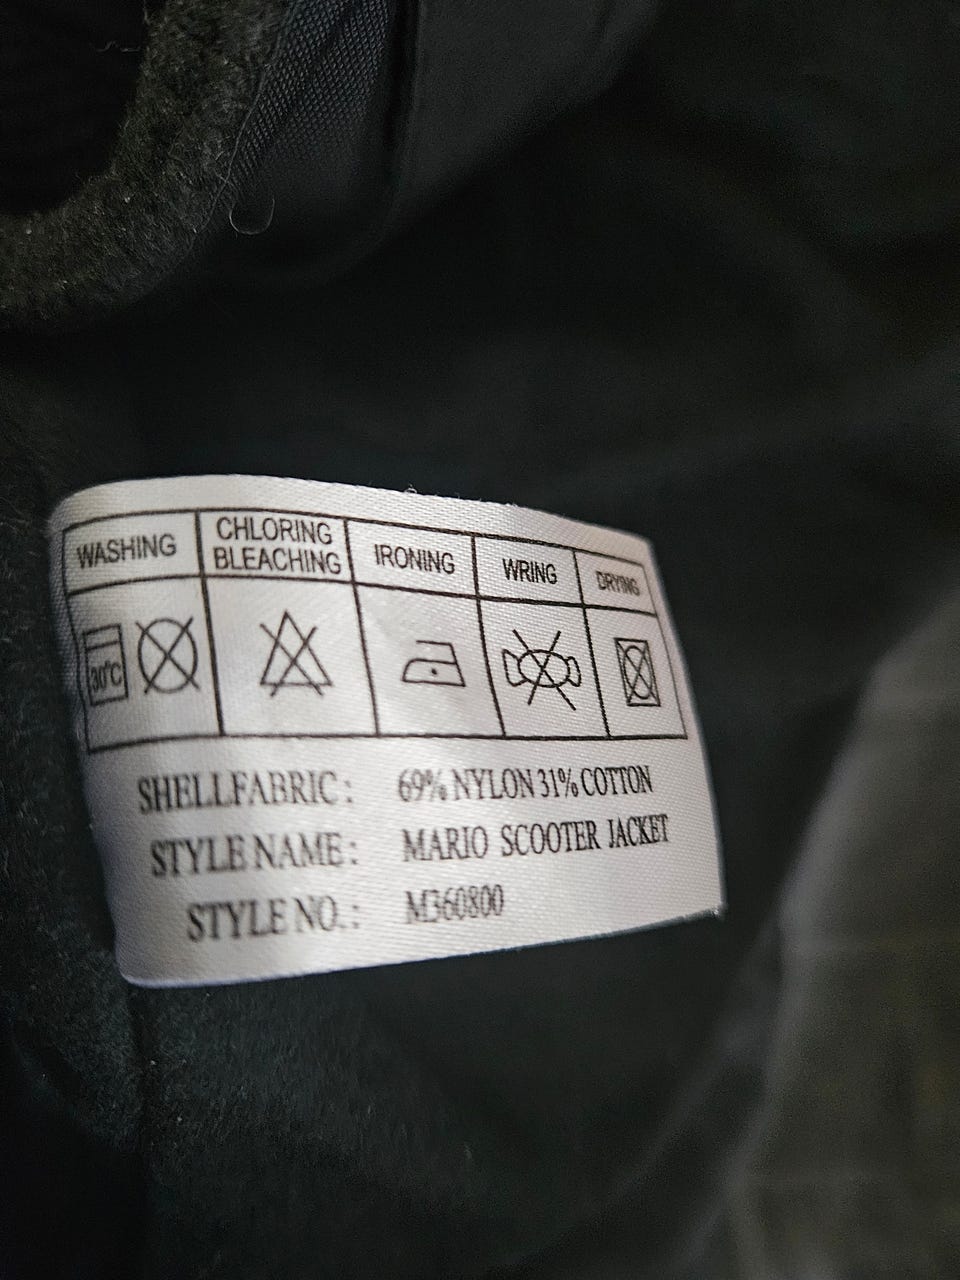 WASHING CHLORING BLEACHING IRONING WRING DRYING
30°C
SHELLFABRIC: 69% NYLON 31% COTTON
STYLE NAME: MARIO SCOOTER JACKET
STYLE NO.: M360800